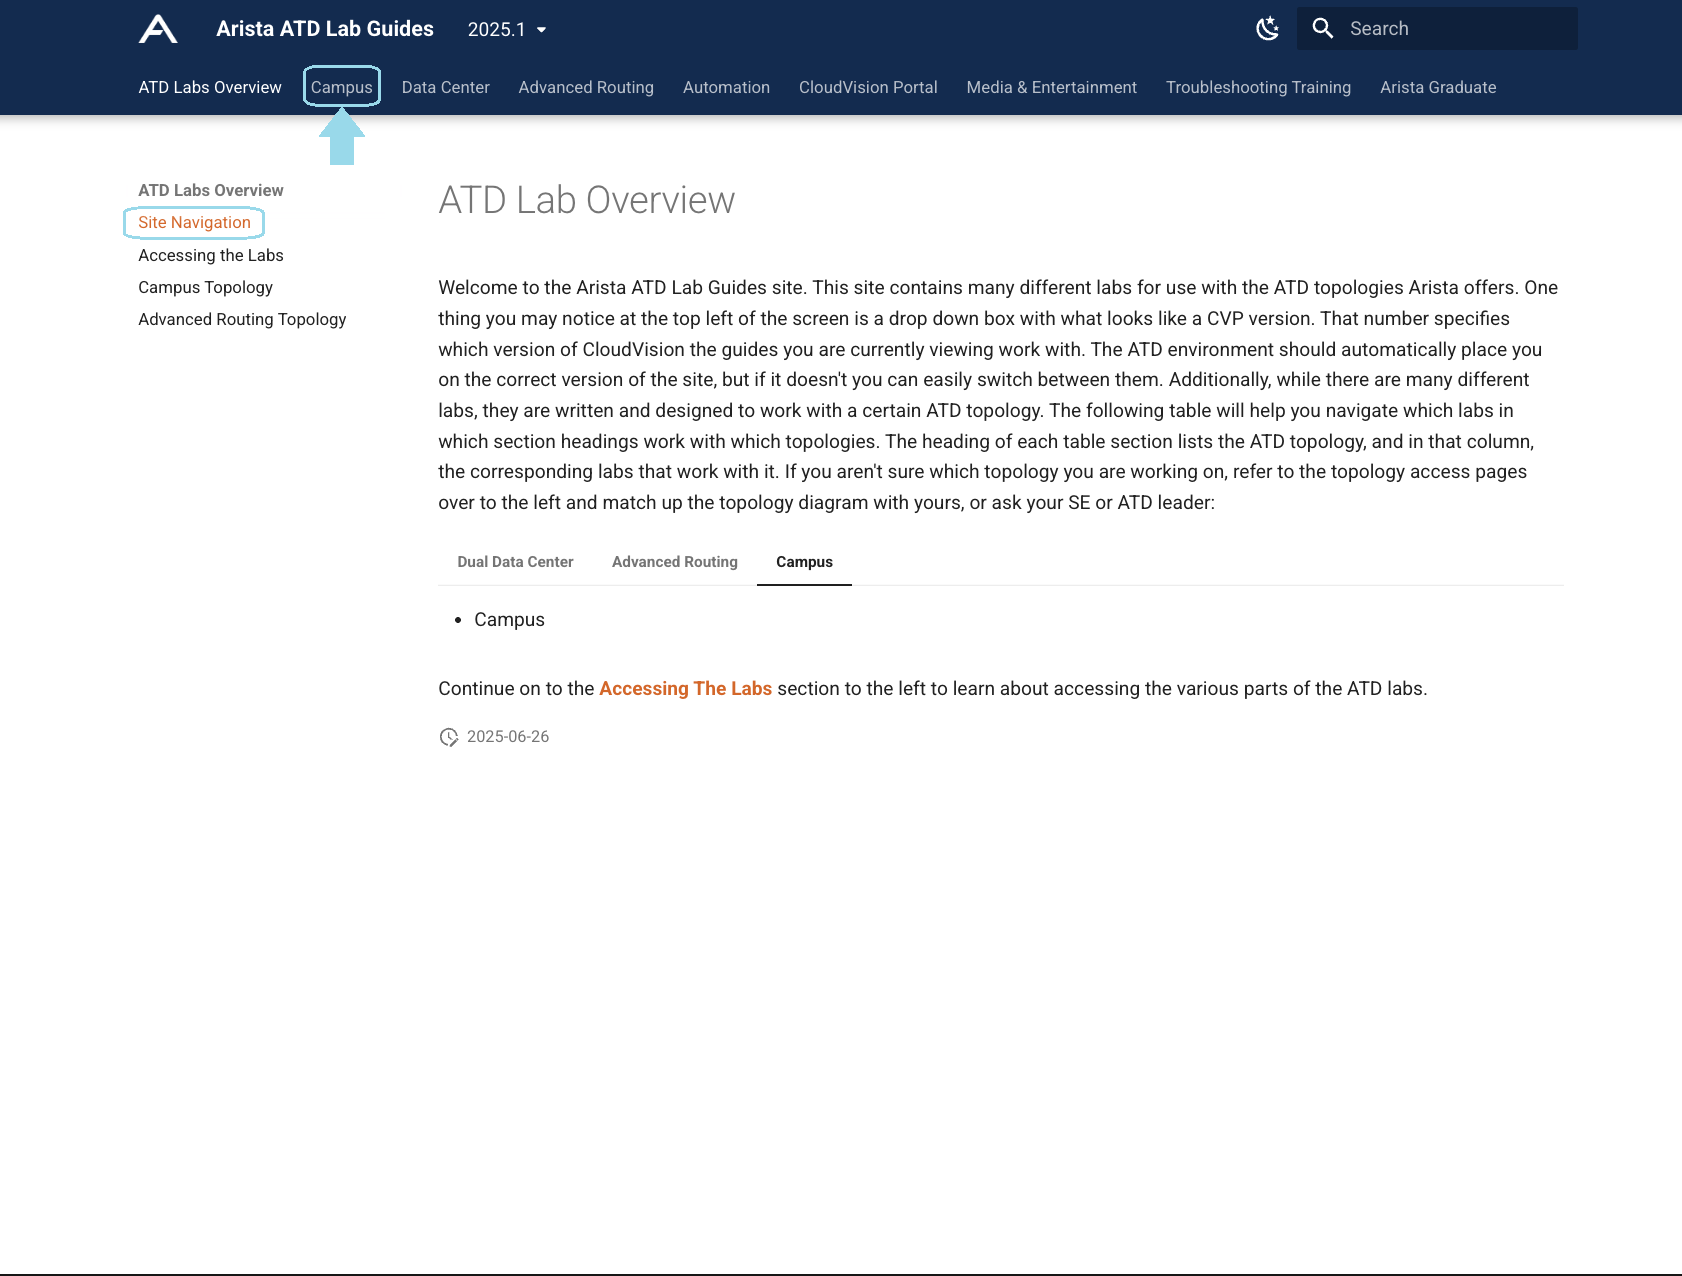 Arista ATD Lab Guides 2025.1 Search
ATD Labs Overview Campus Data Center Advanced Routing Automation CloudVision Portal Media & Entertainment Troubleshooting Training Arista Graduate
ATD Labs Overview
Site Navigation
Accessing the Labs
Campus Topology
Advanced Routing Topology
ATD Lab Overview
Welcome to the Arista ATD Lab Guides site. This site contains many different labs for use with the ATD topologies Arista offers. One
thing you may notice at the top left of the screen is a drop down box with what looks like a CVP version. That number specifies
which version of CloudVision the guides you are currently viewing work with. The ATD environment should automatically place you
on the correct version of the site, but if it doesn't you can easily switch between them. Additionally, while there are many different
labs, they are written and designed to work with a certain ATD topology. The following table will help you navigate which labs in
which section headings work with which topologies. The heading of each table section lists the ATD topology, and in that column,
the corresponding labs that work with it. If you aren't sure which topology you are working on, refer to the topology access pages
over to the left and match up the topology diagram with yours, or ask your SE or ATD leader:
Dual Data Center Advanced Routing Campus
• Campus
Continue on to the Accessing The Labs section to the left to learn about accessing the various parts of the ATD labs.
2025-06-26